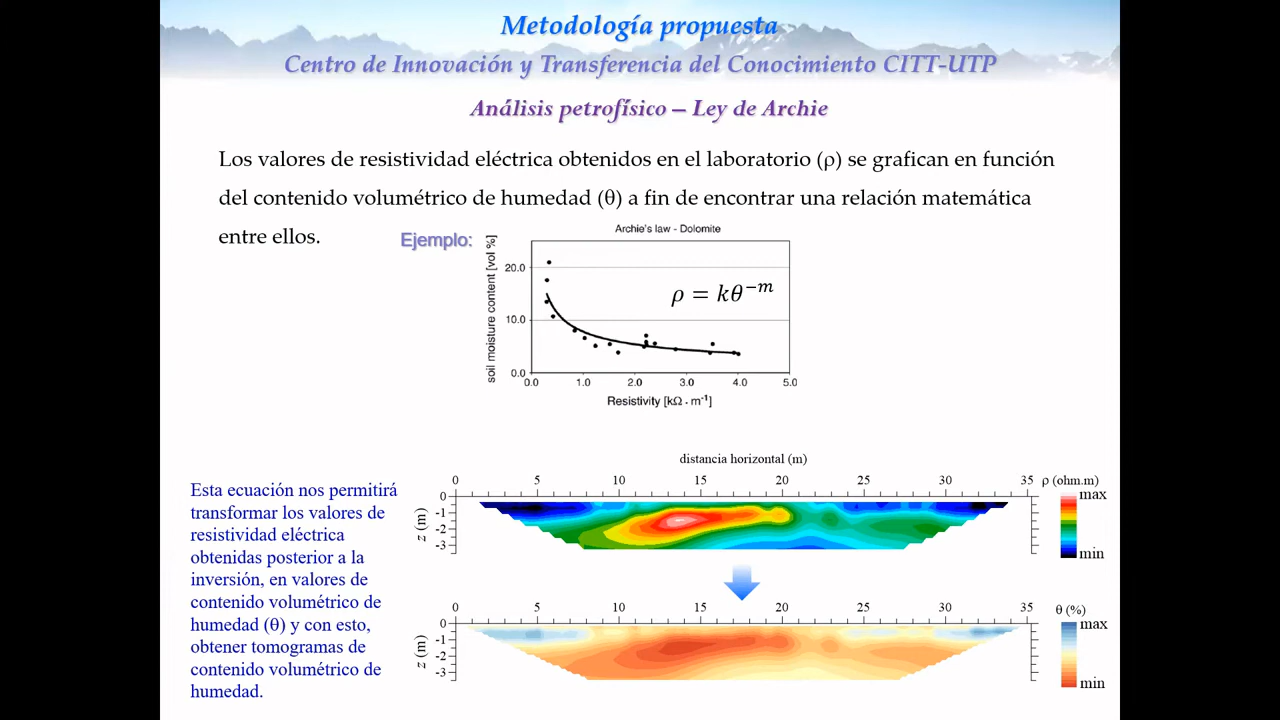 Metodología propuesta
Centro de Innovación y Transferencia del Conocimiento CITT-UTP
Análisis petrofísico – Ley de Archie
Los valores de resistividad eléctrica obtenidos en el laboratorio (ρ) se grafican en función
del contenido volumétrico de humedad (θ) a fin de encontrar una relación matemática
entre ellos.
Ejemplo:
Archie's law - Dolomite
soil moisture content [vol %]
20.0
10.0
0.0
ρ = kθ⁻ᵐ
0.0 1.0 2.0 3.0 4.0 5.0
Resistivity [kΩ · m⁻¹]
Esta ecuación nos permitirá
transformar los valores de
resistividad eléctrica
obtenidas posterior a la
inversión, en valores de
contenido volumétrico de
humedad (θ) y con esto,
obtener tomogramas de
contenido volumétrico de
humedad.
distancia horizontal (m)
0 5 10 15 20 25 30 35
ρ (ohm.m)
z (m)
0
-1
-2
-3
max
min
0 5 10 15 20 25 30 35
θ (%)
z (m)
0
-1
-2
-3
max
min